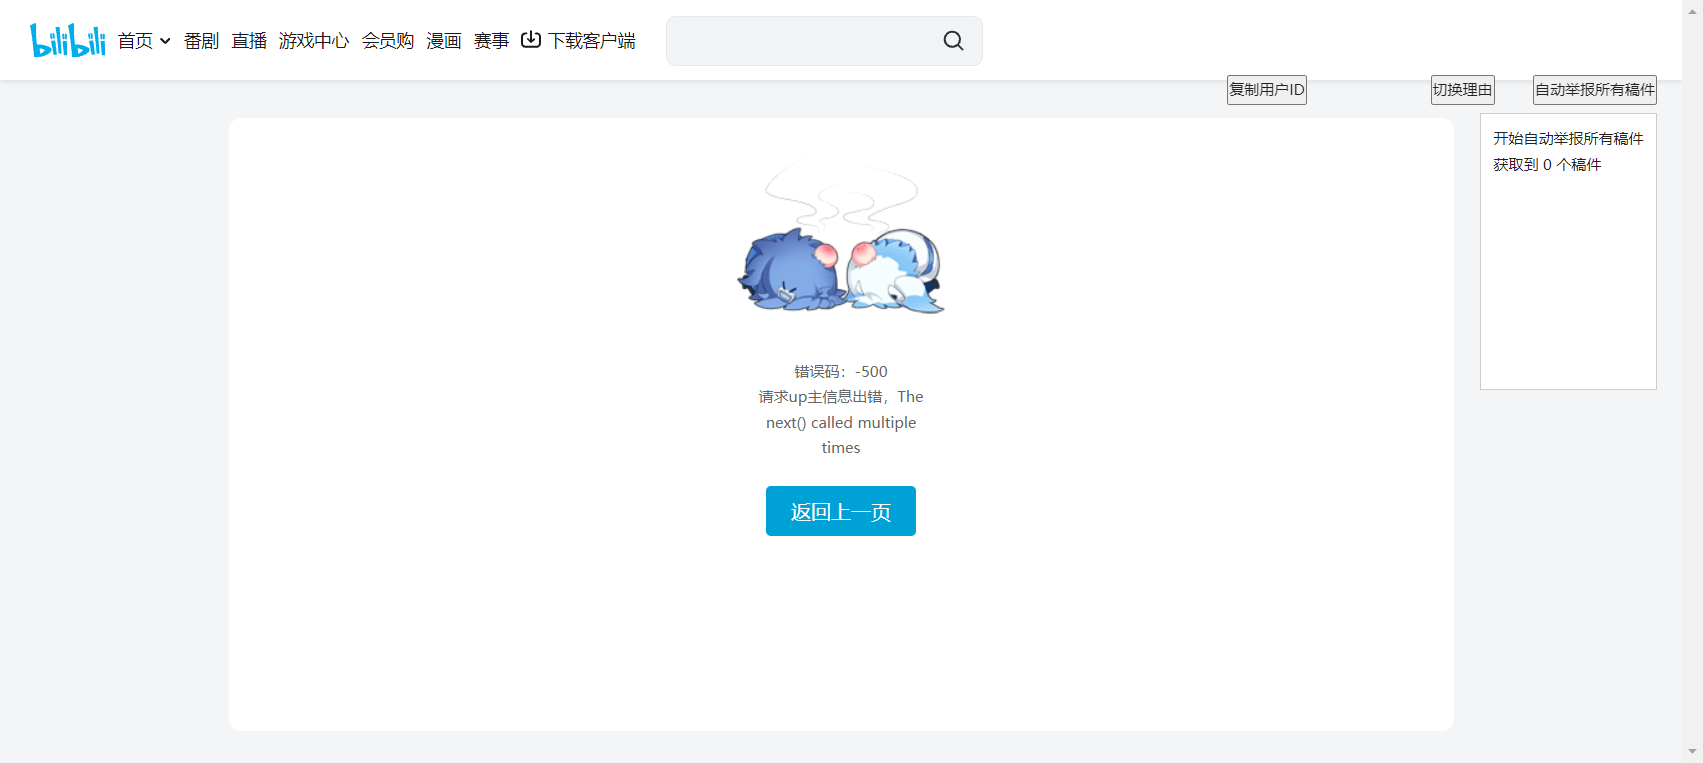 bilibili 首页 番剧 直播 游戏中心 会员购 漫画 赛事 下载客户端
复制用户ID 切换理由 自动举报所有稿件
开始自动举报所有稿件
获取到 0 个稿件
错误码：-500
请求up主信息出错，The
next() called multiple
times
返回上一页